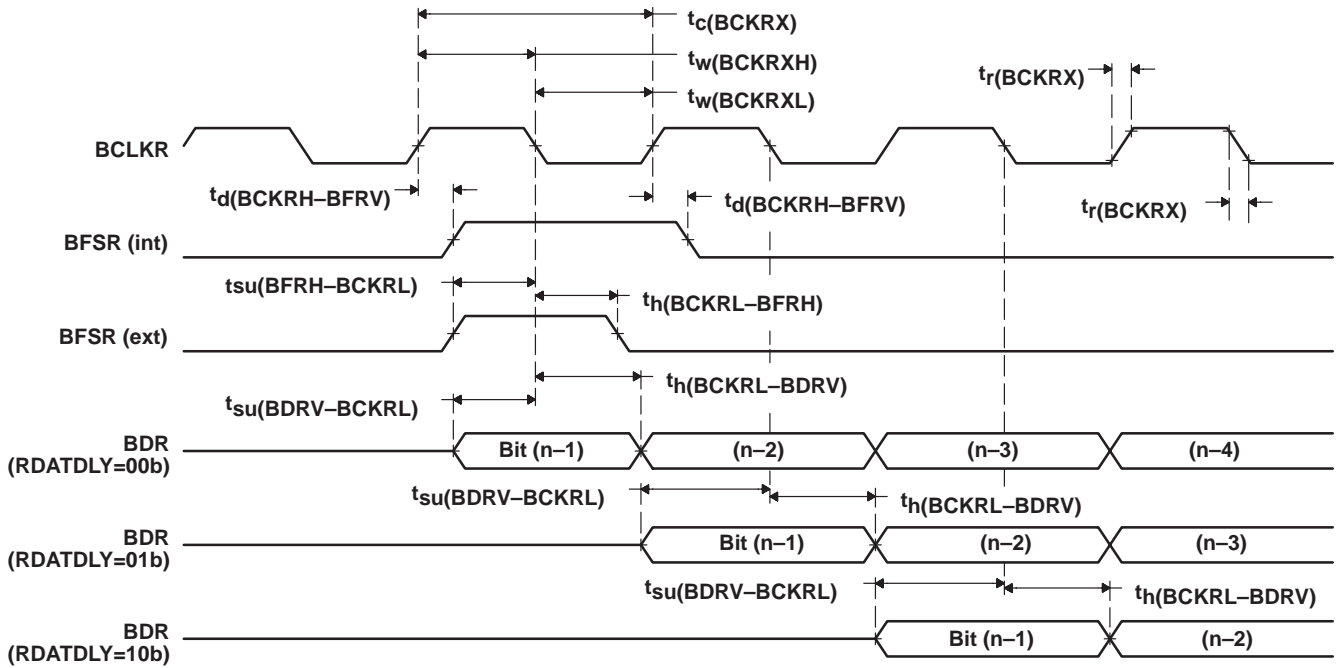 tc(BCKRX)
tw(BCKRXH)
tr(BCKRX)
tw(BCKRXL)
BCLKR
td(BCKRH–BFRV)
td(BCKRH–BFRV)
tr(BCKRX)
BFSR (int)
tsu(BFRH–BCKRL)
th(BCKRL–BFRH)
BFSR (ext)
th(BCKRL–BDRV)
tsu(BDRV–BCKRL)
BDR
(RDATDLY=00b)
Bit (n–1) (n–2) (n–3) (n–4)
tsu(BDRV–BCKRL)
th(BCKRL–BDRV)
BDR
(RDATDLY=01b)
Bit (n–1) (n–2) (n–3)
tsu(BDRV–BCKRL)
th(BCKRL–BDRV)
BDR
(RDATDLY=10b)
Bit (n–1) (n–2)